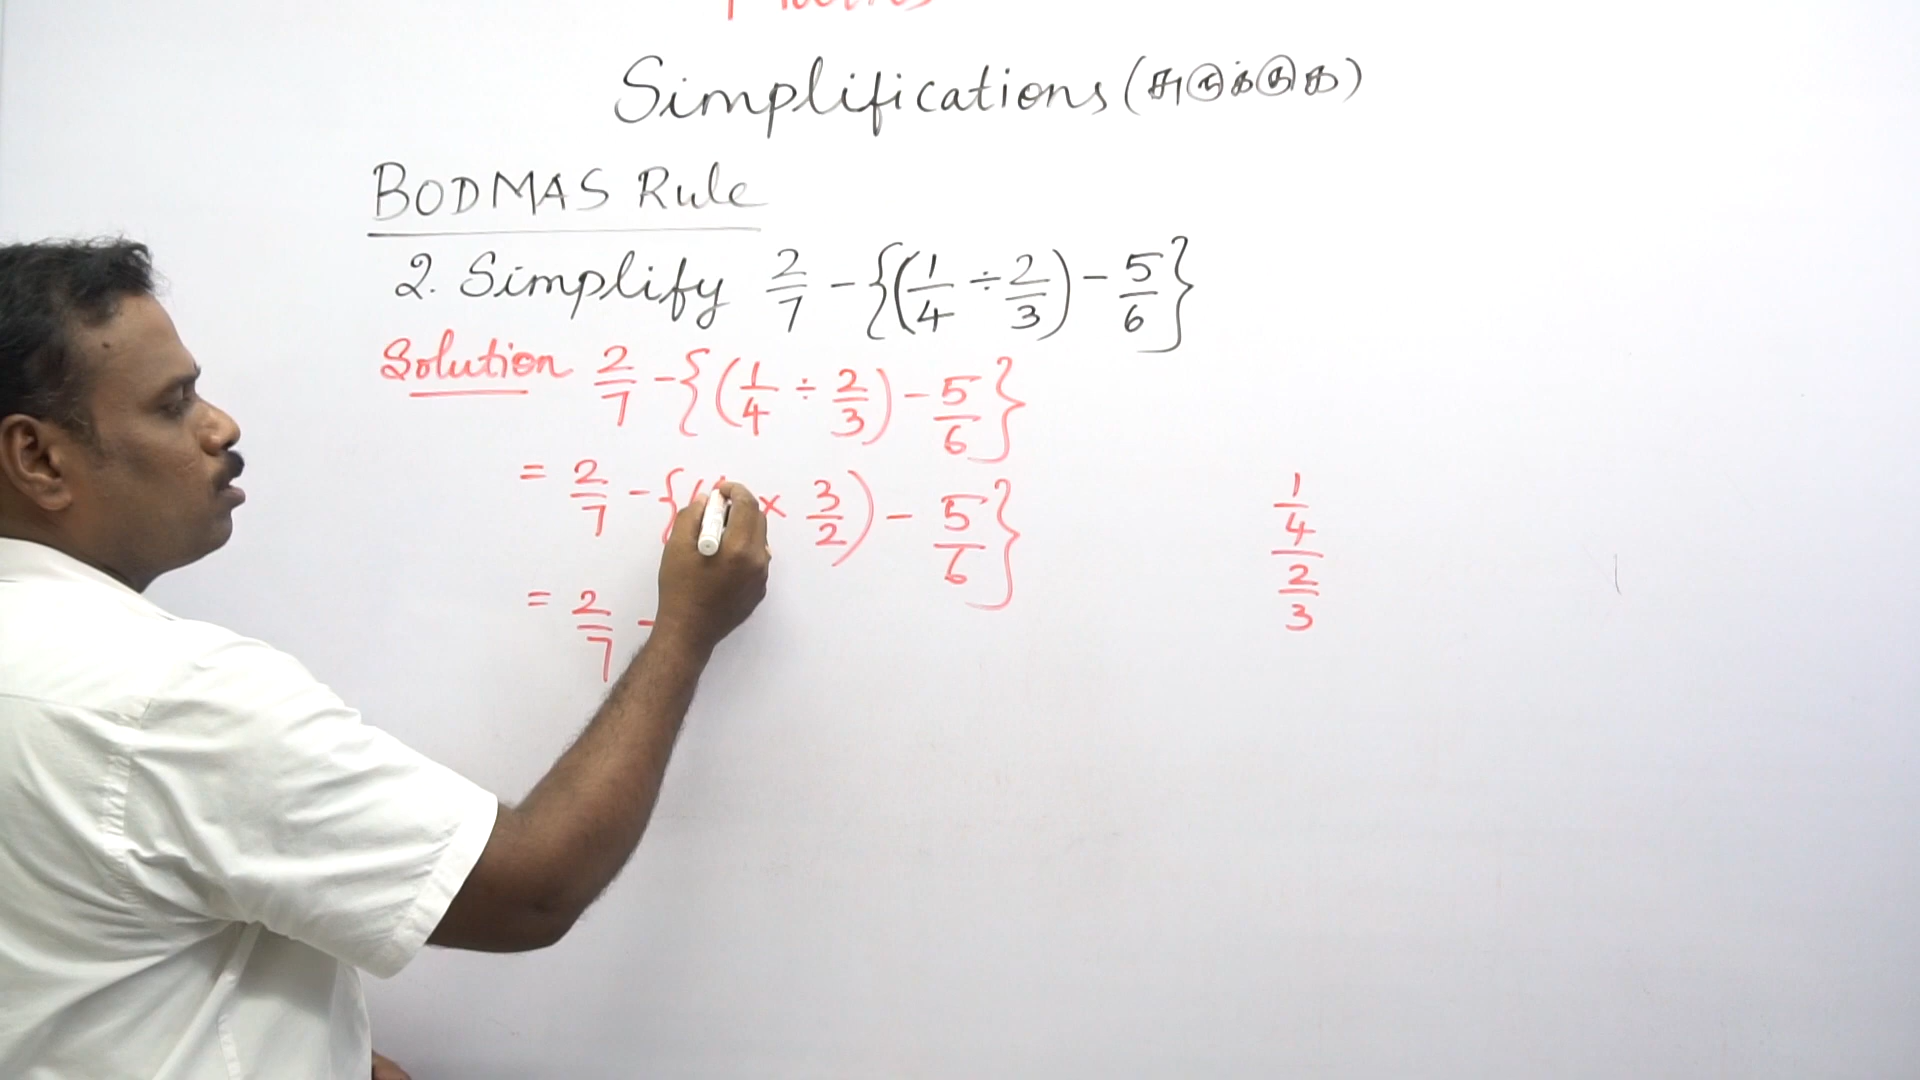 Simplifications (சுருக்குக)
BODMAS Rule
2. Simplify 2/7 - {(1/4 ÷ 2/3) - 5/6}
Solution 2/7 - {(1/4 ÷ 2/3) - 5/6}
= 2/7 - {( × 3/2) - 5/6}
= 2/7 -
1/4
2/3